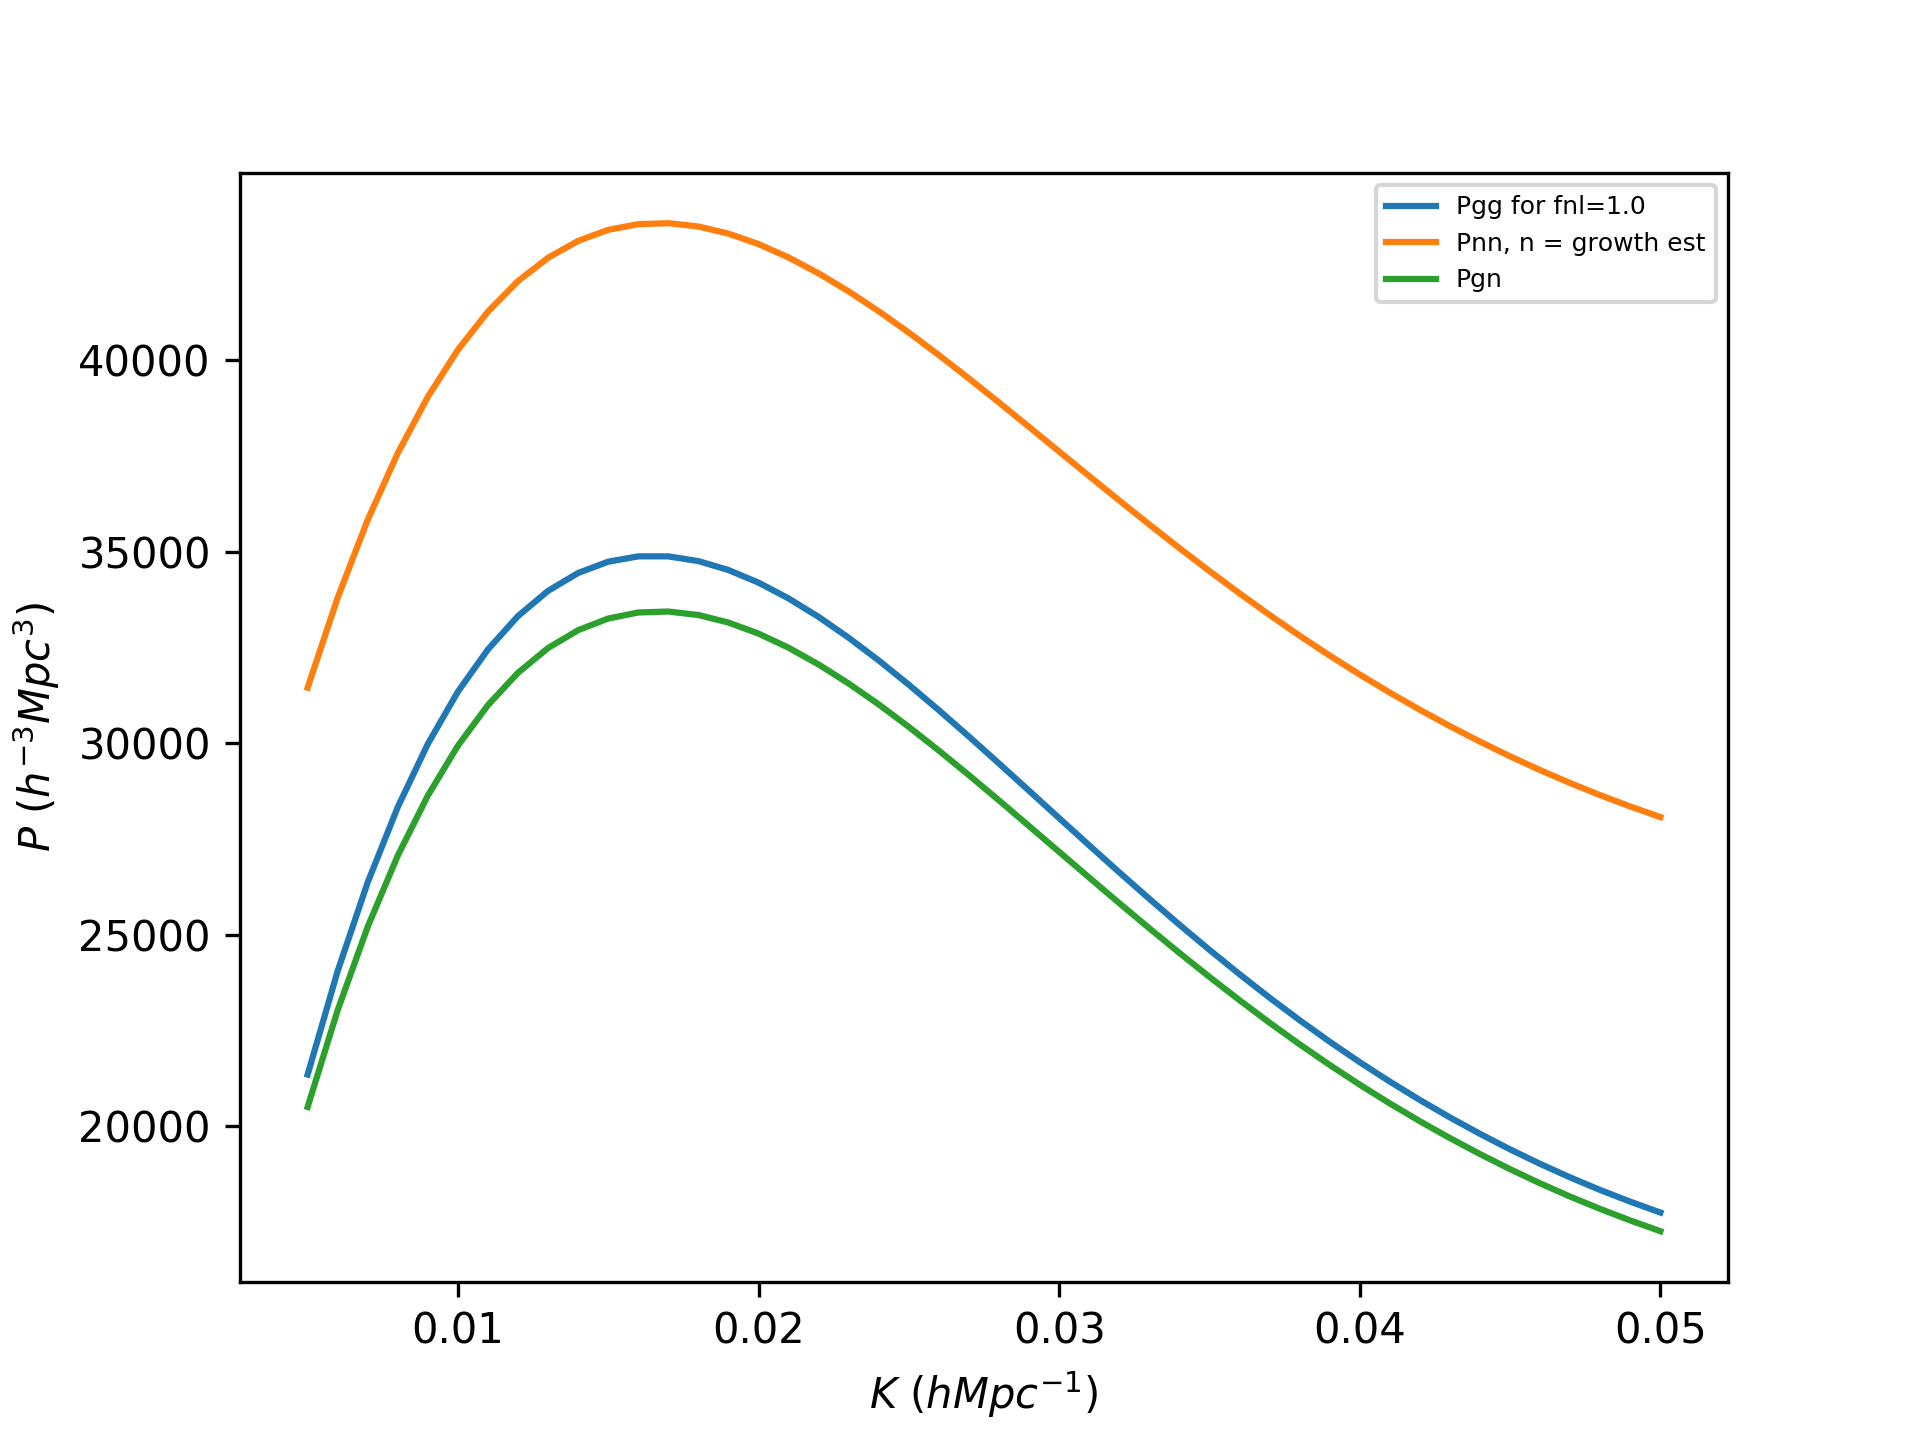 Pgg for fnl=1.0
Pnn, n = growth est
Pgn
40000
35000
30000
25000
20000
P (h⁻³Mpc³)
0.01 0.02 0.03 0.04 0.05
K (hMpc⁻¹)